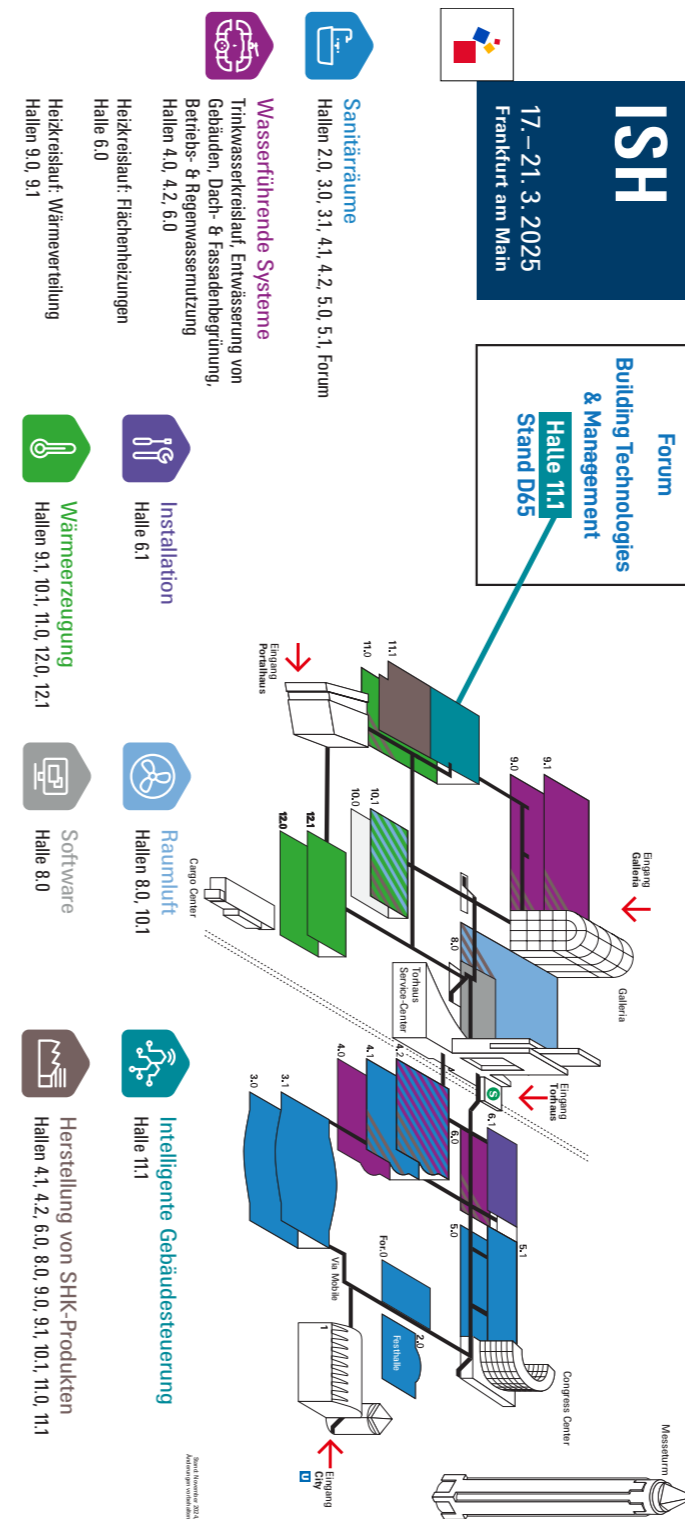 ISH
17.– 21. 3. 2025
Frankfurt am Main
Forum
Building Technologies
& Management
Halle 11.1
Stand D65
Eingang
Portalhaus
11.0
11.1
9.0
9.1
Eingang
Galleria
Galleria
10.0
10.1
12.0
12.1
Cargo Center
8.0
Torhaus
Service-Center
Eingang
Torhaus
S
4.0
4.1
4.2
6.0
6.1
3.0
3.1
5.0
5.1
Via Mobile
For.0
2.0
Festhalle
1
Congress Center
Eingang
City
U
Messeturm
Sanitärräume
Hallen 2.0, 3.0, 3.1, 4.1, 4.2, 5.0, 5.1, Forum
Wasserführende Systeme
Trinkwasserkreislauf, Entwässerung von
Gebäuden, Dach- & Fassadenbegrünung,
Betriebs- & Regenwassernutzung
Hallen 4.0, 4.2, 6.0
Heizkreislauf: Flächenheizungen
Halle 6.0
Heizkreislauf: Wärmeverteilung
Hallen 9.0, 9.1
Installation
Halle 6.1
Wärmeerzeugung
Hallen 9.1, 10.1, 11.0, 12.0, 12.1
Raumluft
Hallen 8.0, 10.1
Software
Halle 8.0
Intelligente Gebäudesteuerung
Halle 11.1
Herstellung von SHK-Produkten
Hallen 4.1, 4.2, 6.0, 8.0, 9.0, 9.1, 10.1, 11.0, 11.1
Stand: November 2024,
Änderungen vorbehalten